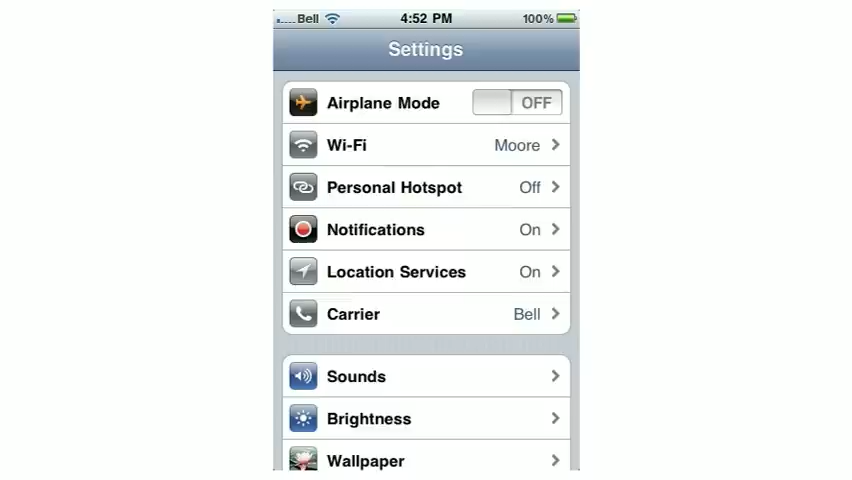 Bell 4:52 PM 100%
Settings
Airplane Mode OFF
Wi-Fi Moore
Personal Hotspot Off
Notifications On
Location Services On
Carrier Bell
Sounds
Brightness
Wallpaper